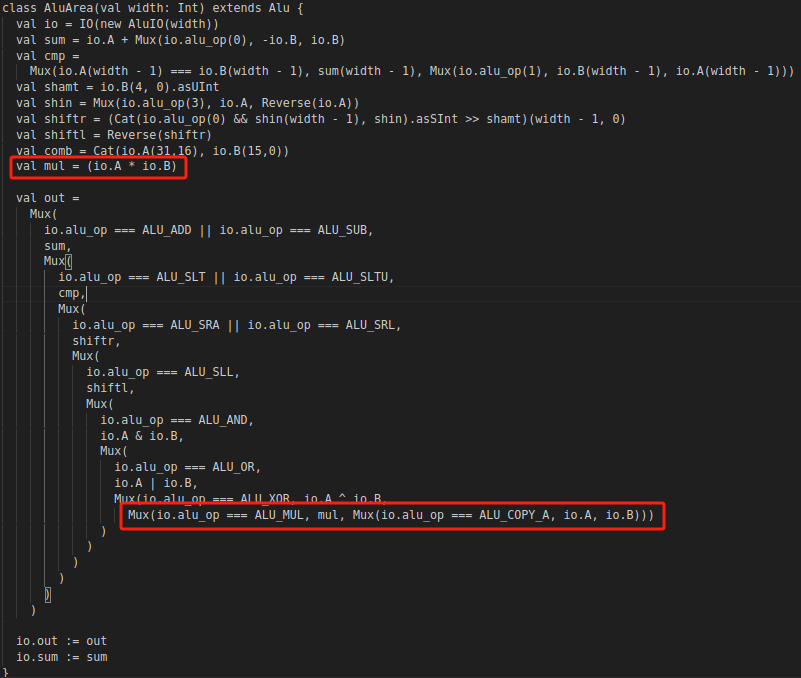 class AluArea(val width: Int) extends Alu {
  val io = IO(new AluIO(width))
  val sum = io.A + Mux(io.alu_op(0), -io.B, io.B)
  val cmp =
    Mux(io.A(width - 1) === io.B(width - 1), sum(width - 1), Mux(io.alu_op(1), io.B(width - 1), io.A(width - 1)))
  val shamt = io.B(4, 0).asUInt
  val shin = Mux(io.alu_op(3), io.A, Reverse(io.A))
  val shiftr = (Cat(io.alu_op(0) && shin(width - 1), shin).asSInt >> shamt)(width - 1, 0)
  val shiftl = Reverse(shiftr)
  val comb = Cat(io.A(31,16), io.B(15,0))
  val mul = (io.A * io.B)
  val out =
    Mux(
      io.alu_op === ALU_ADD || io.alu_op === ALU_SUB,
      sum,
      Mux(
        io.alu_op === ALU_SLT || io.alu_op === ALU_SLTU,
        cmp,
        Mux(
          io.alu_op === ALU_SRA || io.alu_op === ALU_SRL,
          shiftr,
          Mux(
            io.alu_op === ALU_SLL,
            shiftl,
            Mux(
              io.alu_op === ALU_AND,
              io.A & io.B,
              Mux(
                io.alu_op === ALU_OR,
                io.A | io.B,
                Mux(io.alu_op === ALU_XOR, io.A ^ io.B,
                  Mux(io.alu_op === ALU_MUL, mul, Mux(io.alu_op === ALU_COPY_A, io.A, io.B)))
              )
            )
          )
        )
      )
    )
  io.out := out
  io.sum := sum
}